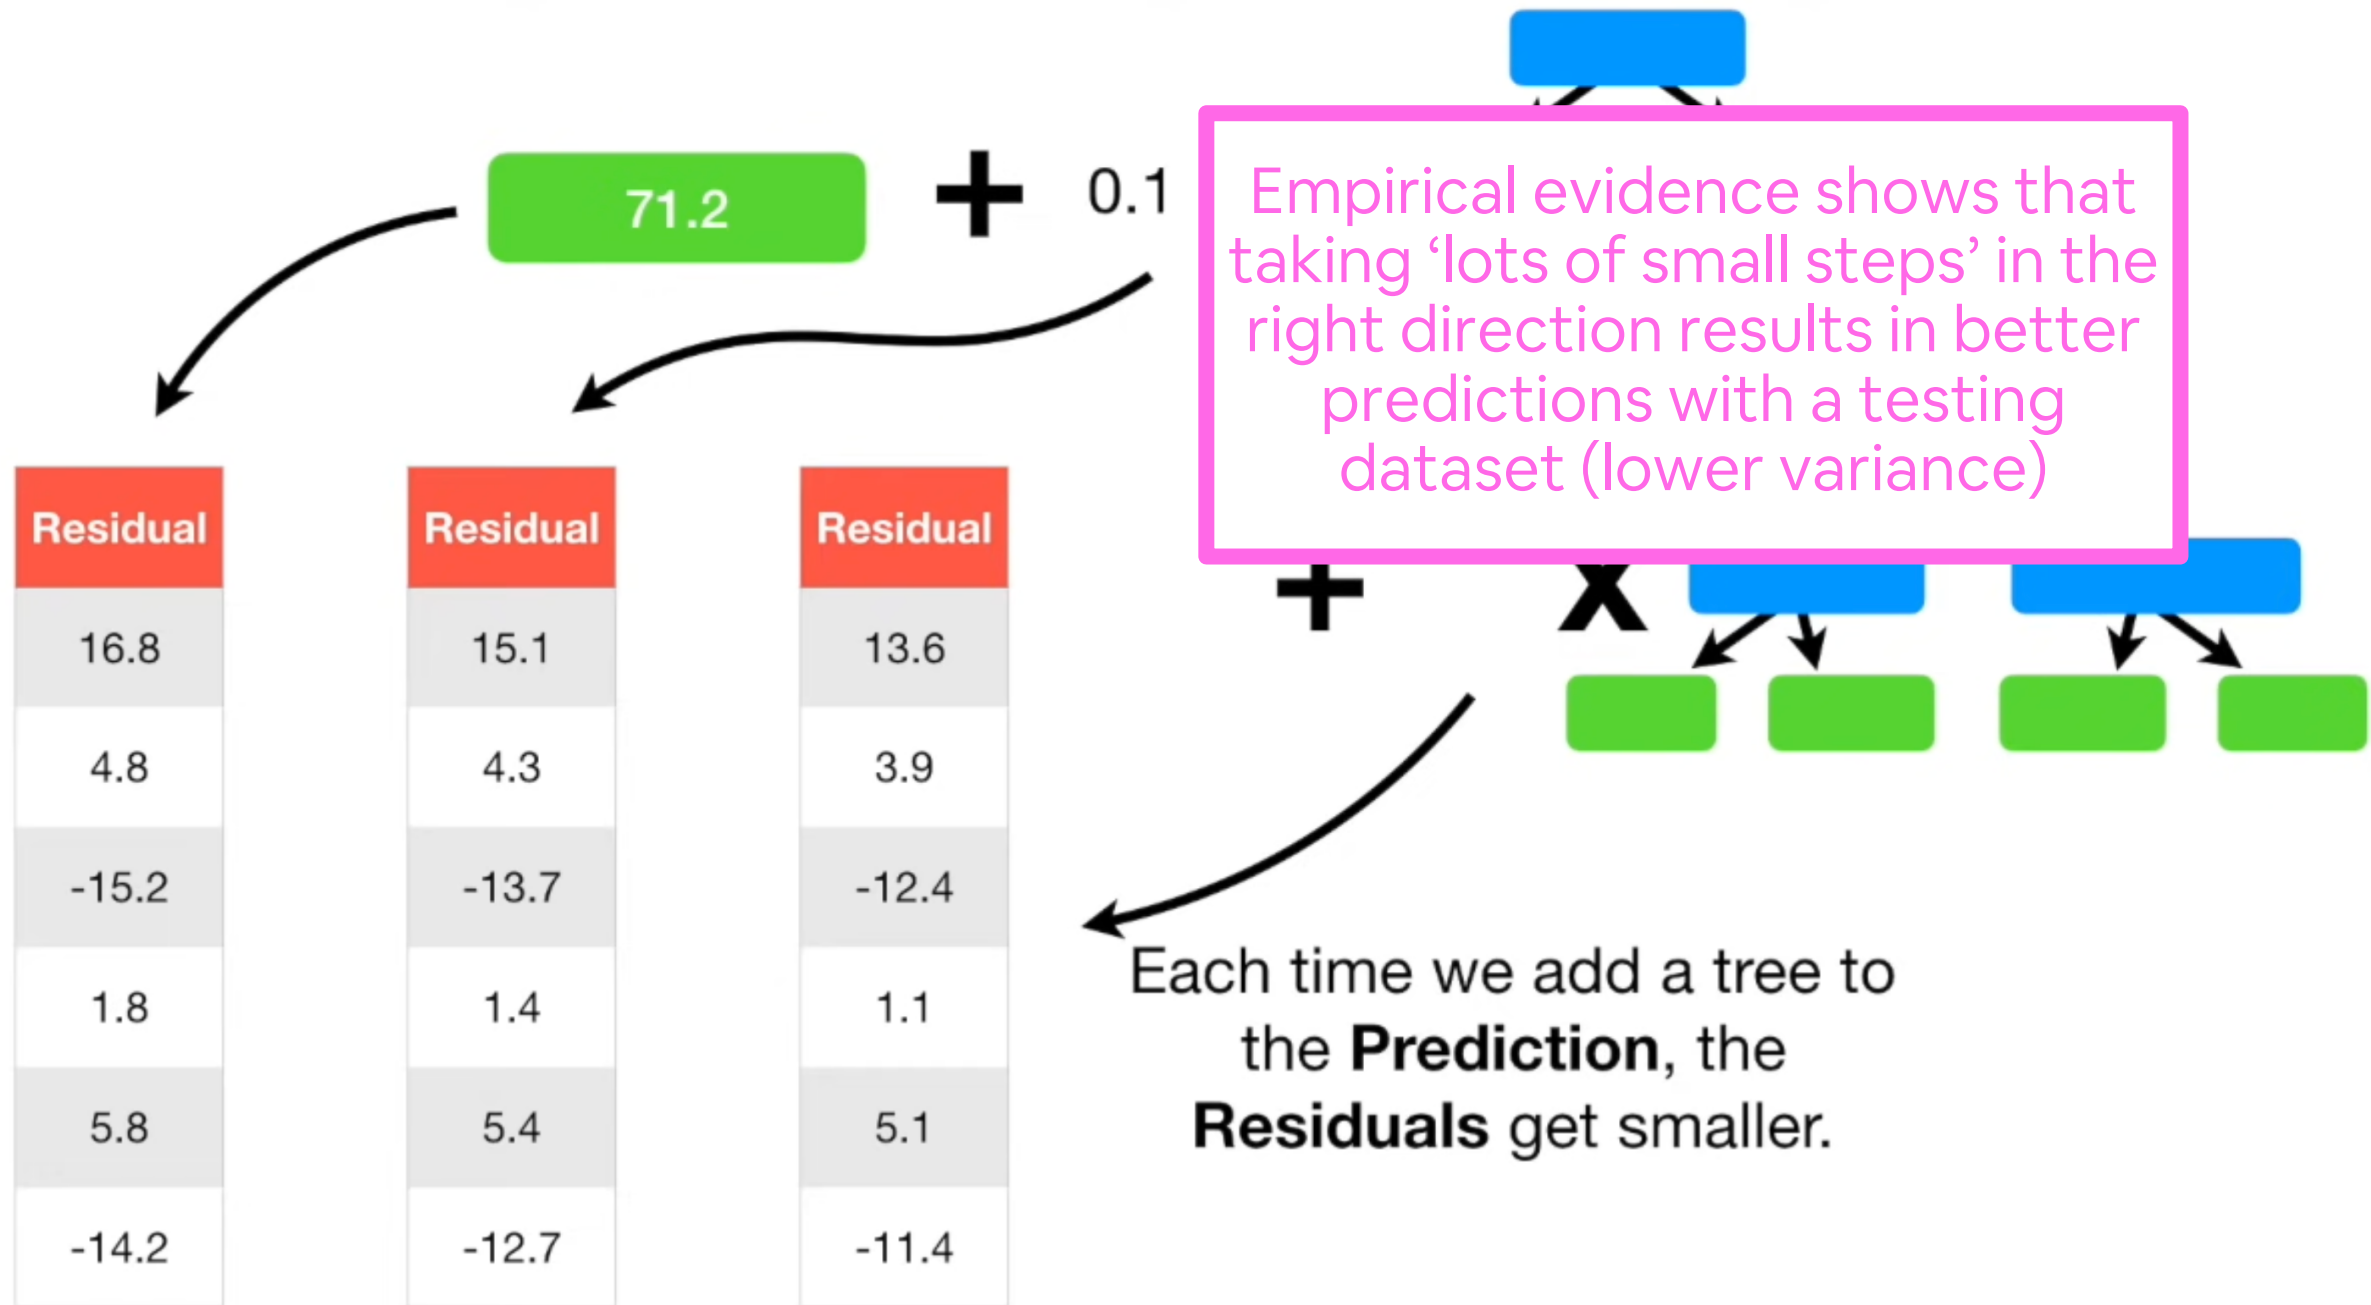 71.2
+ 0.1
Empirical evidence shows that
taking ‘lots of small steps’ in the
right direction results in better
predictions with a testing
dataset (lower variance)
+ X
Residual Residual Residual
16.8 15.1 13.6
4.8 4.3 3.9
-15.2 -13.7 -12.4
1.8 1.4 1.1
5.8 5.4 5.1
-14.2 -12.7 -11.4
Each time we add a tree to
the Prediction, the
Residuals get smaller.